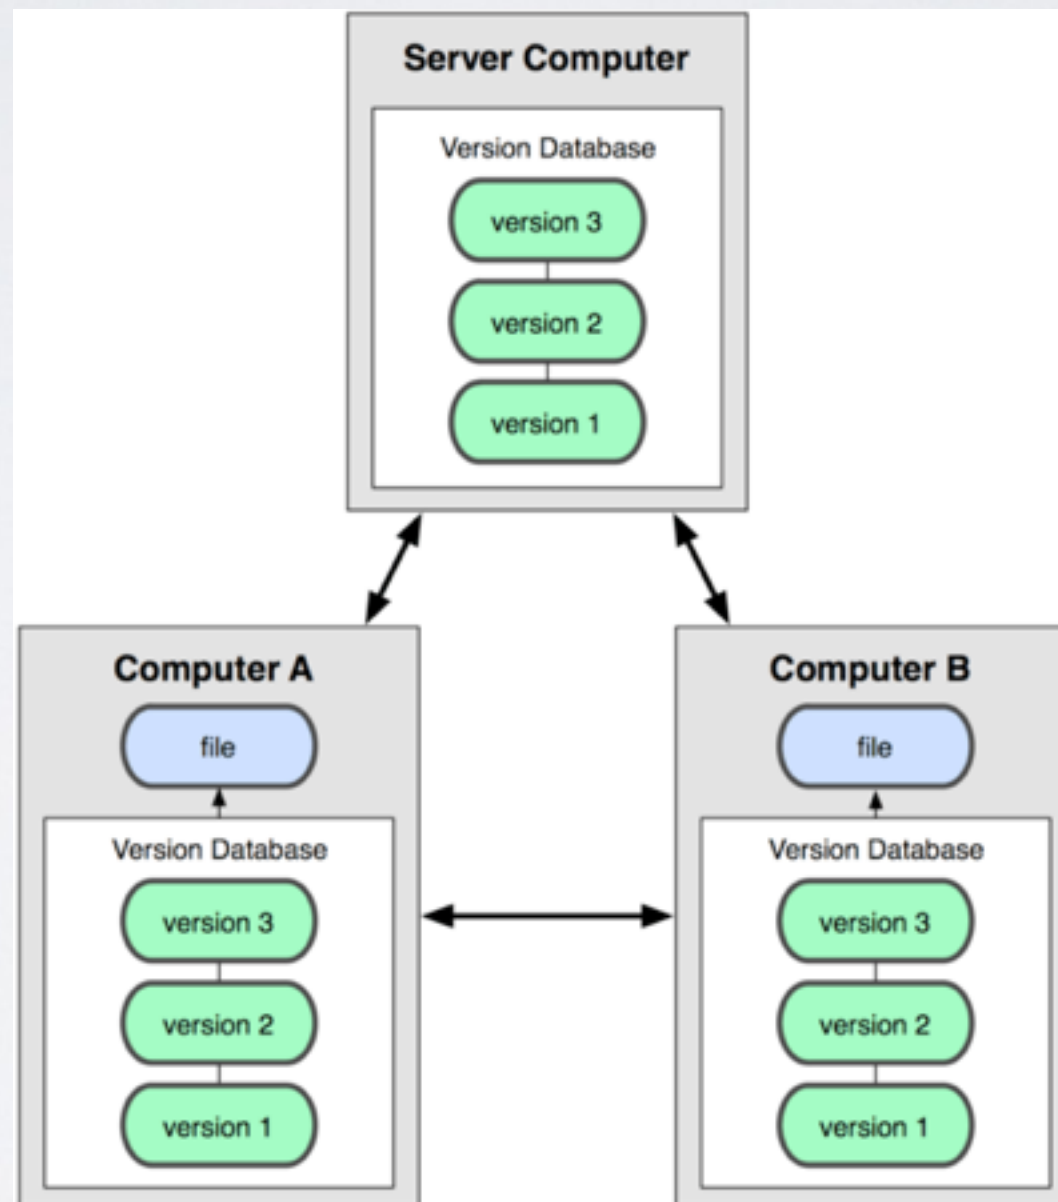 Server Computer
Version Database
version 3
version 2
version 1
Computer A
file
Version Database
version 3
version 2
version 1
Computer B
file
Version Database
version 3
version 2
version 1